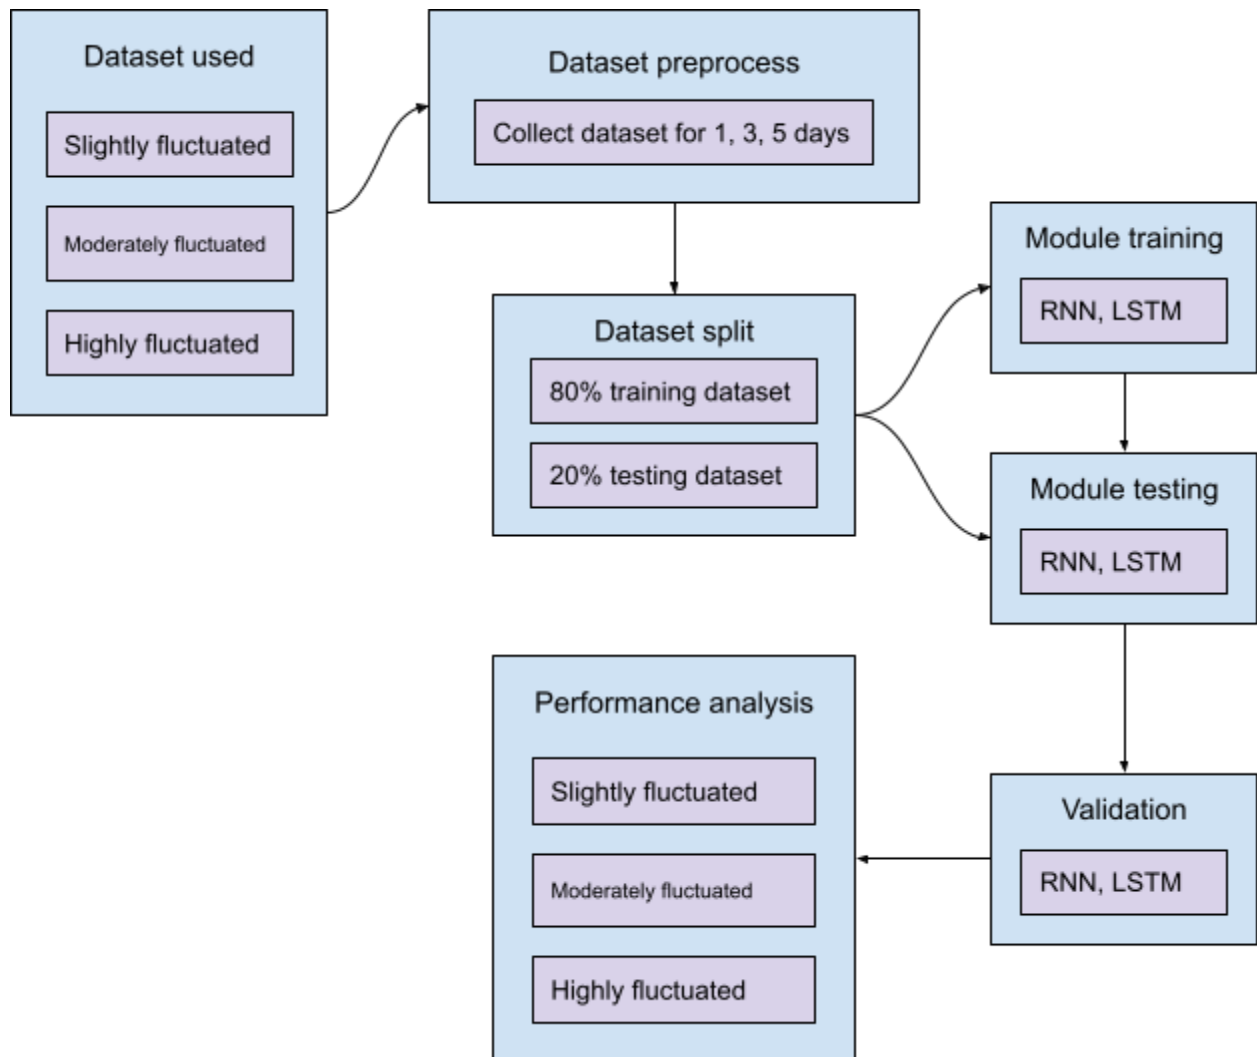 Dataset used
Slightly fluctuated
Moderately fluctuated
Highly fluctuated
Dataset preprocess
Collect dataset for 1, 3, 5 days
Dataset split
80% training dataset
20% testing dataset
Module training
RNN, LSTM
Module testing
RNN, LSTM
Validation
RNN, LSTM
Performance analysis
Slightly fluctuated
Moderately fluctuated
Highly fluctuated